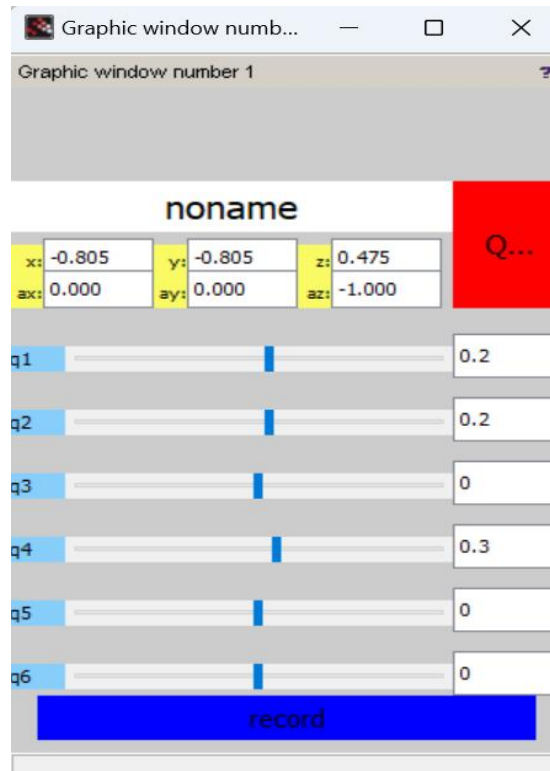 Graphic window numb...
Graphic window number 1 ?
noname
Q...
x: -0.805 y: -0.805 z: 0.475
ax: 0.000 ay: 0.000 az: -1.000
q1 0.2
q2 0.2
q3 0
q4 0.3
q5 0
q6 0
record